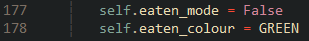 177 self.eaten_mode = False
178 self.eaten_colour = GREEN